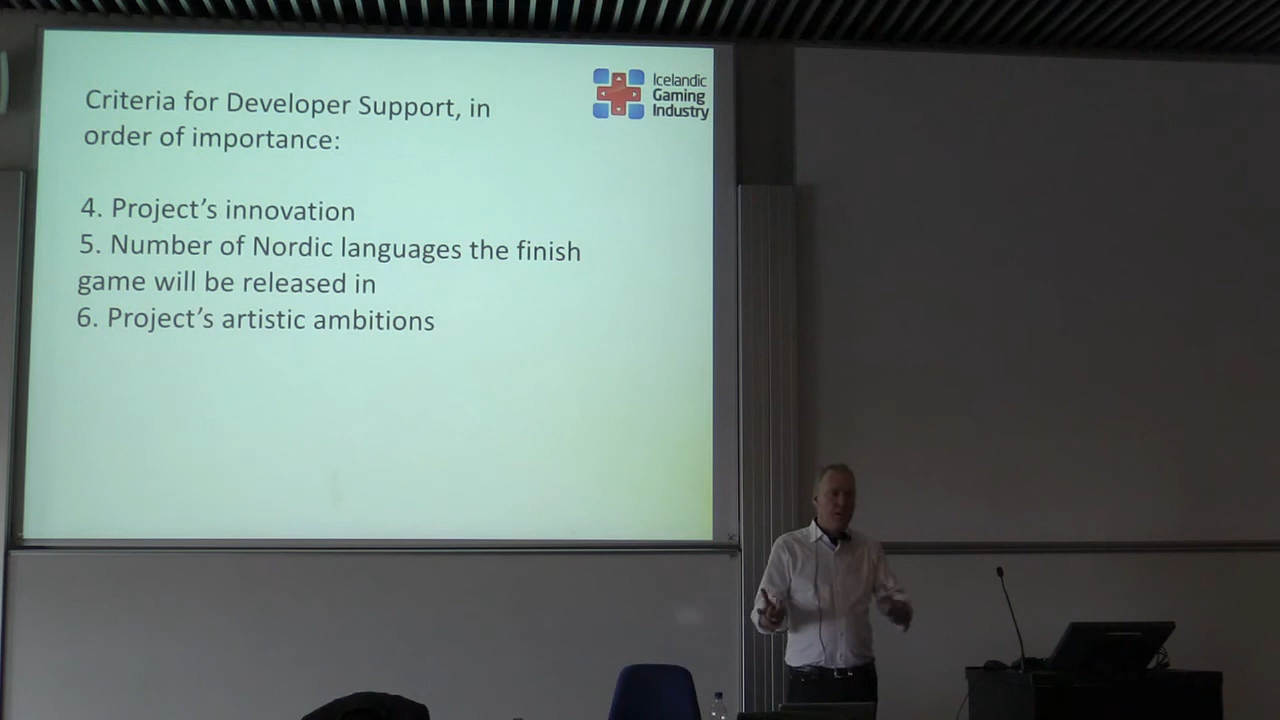 Criteria for Developer Support, in
order of importance:
4. Project's innovation
5. Number of Nordic languages the finish
game will be released in
6. Project's artistic ambitions
Icelandic
Gaming
Industry